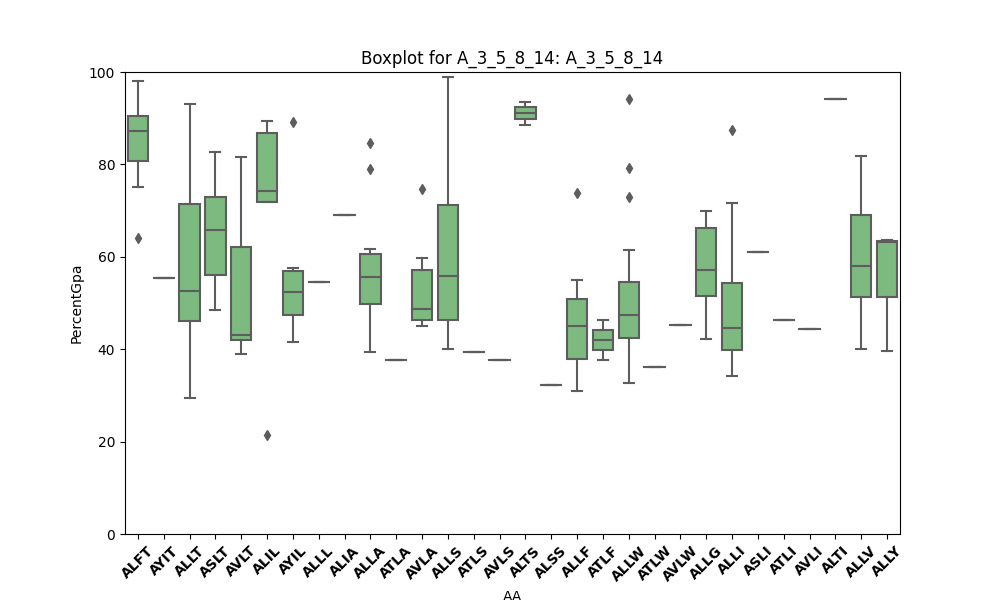 Boxplot for A_3_5_8_14: A_3_5_8_14
100
80
60
40
20
0
PercentGpa
ALFT AYIT ALLT ASLT AVLT ALIL AYIL ALLL ALIA ALLA ATLA AVLA ALLS ATLS AVLS ALTS ALSS ALLF ATLF ALLW ATLW AVLW ALLG ALLI ASLI ATLI AVLI ALTI ALLV ALLY
AA